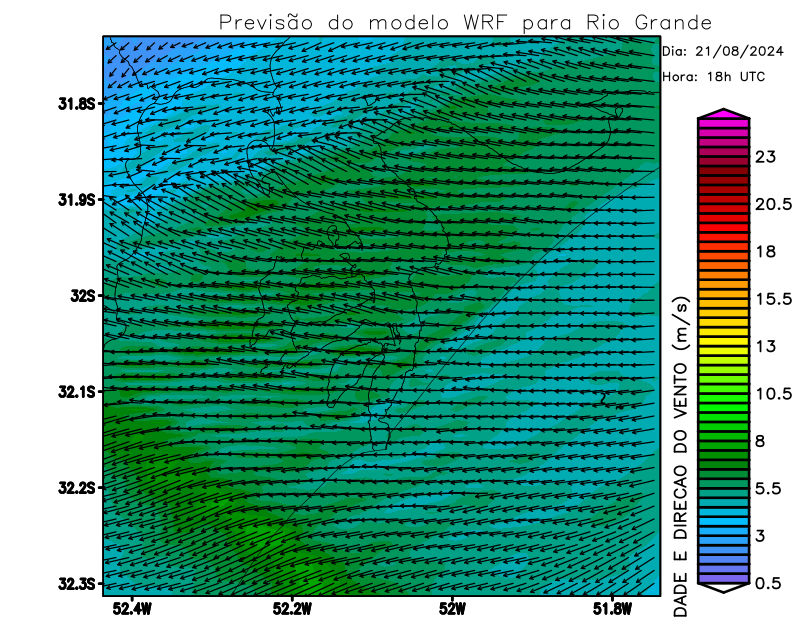 Previsão do modelo WRF para Rio Grande
Dia: 21/08/2024
Hora: 18h UTC
31.8S
31.9S
32S
32.1S
32.2S
32.3S
52.4W
52.2W
52W
51.8W
23
20.5
18
15.5
13
10.5
8
5.5
3
0.5
DADE E DIRECAO DO VENTO (m/s)